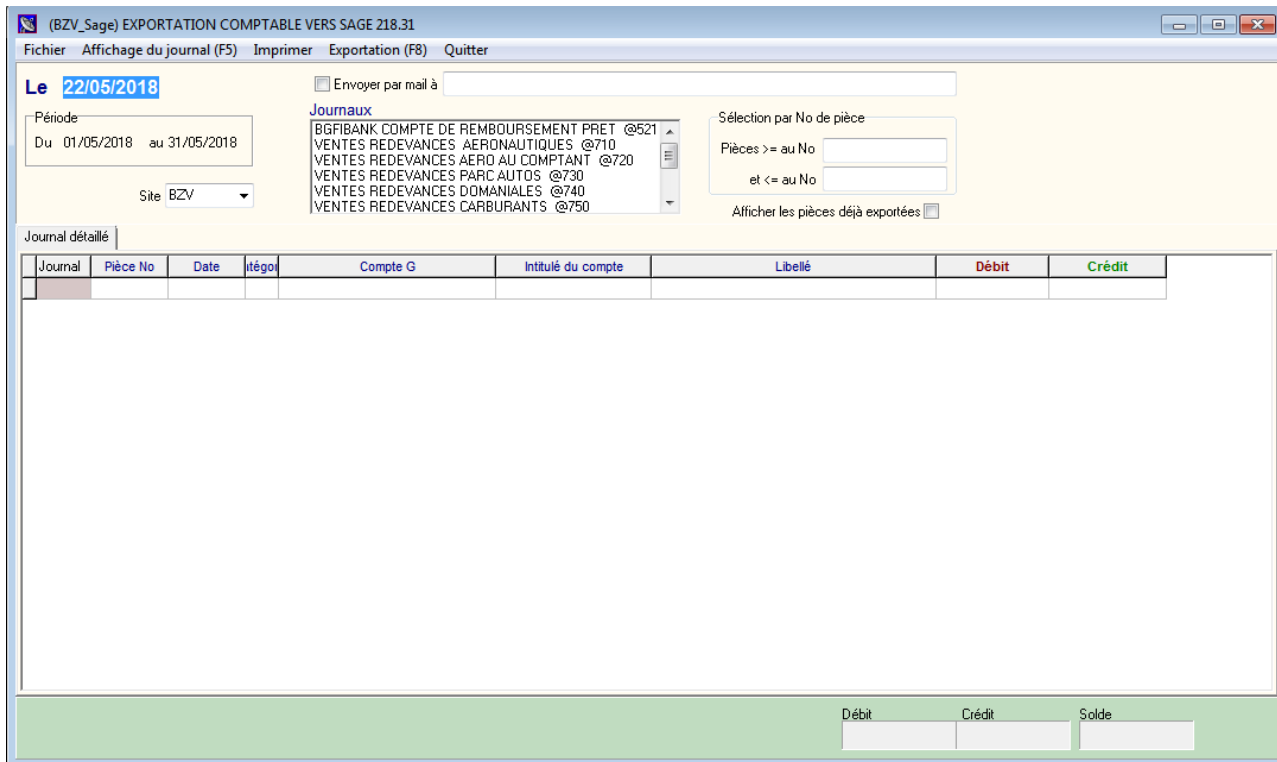 (BZV_Sage) EXPORTATION COMPTABLE VERS SAGE 218.31
Fichier Affichage du journal (F5) Imprimer Exportation (F8) Quitter
Le 22/05/2018
Envoyer par mail à
Période
Du 01/05/2018 au 31/05/2018
Site BZV
Journaux
BGFIBANK COMPTE DE REMBOURSEMENT PRET @521
VENTES REDEVANCES AERONAUTIQUES @710
VENTES REDEVANCES AERO AU COMPTANT @720
VENTES REDEVANCES PARC AUTOS @730
VENTES REDEVANCES DOMANIALES @740
VENTES REDEVANCES CARBURANTS @750
Sélection par No de pièce
Pièces >= au No
et <= au No
Afficher les pièces déjà exportées
Journal détaillé
Journal Pièce No Date atégor Compte G Intitulé du compte Libellé Débit Crédit
Débit Crédit Solde